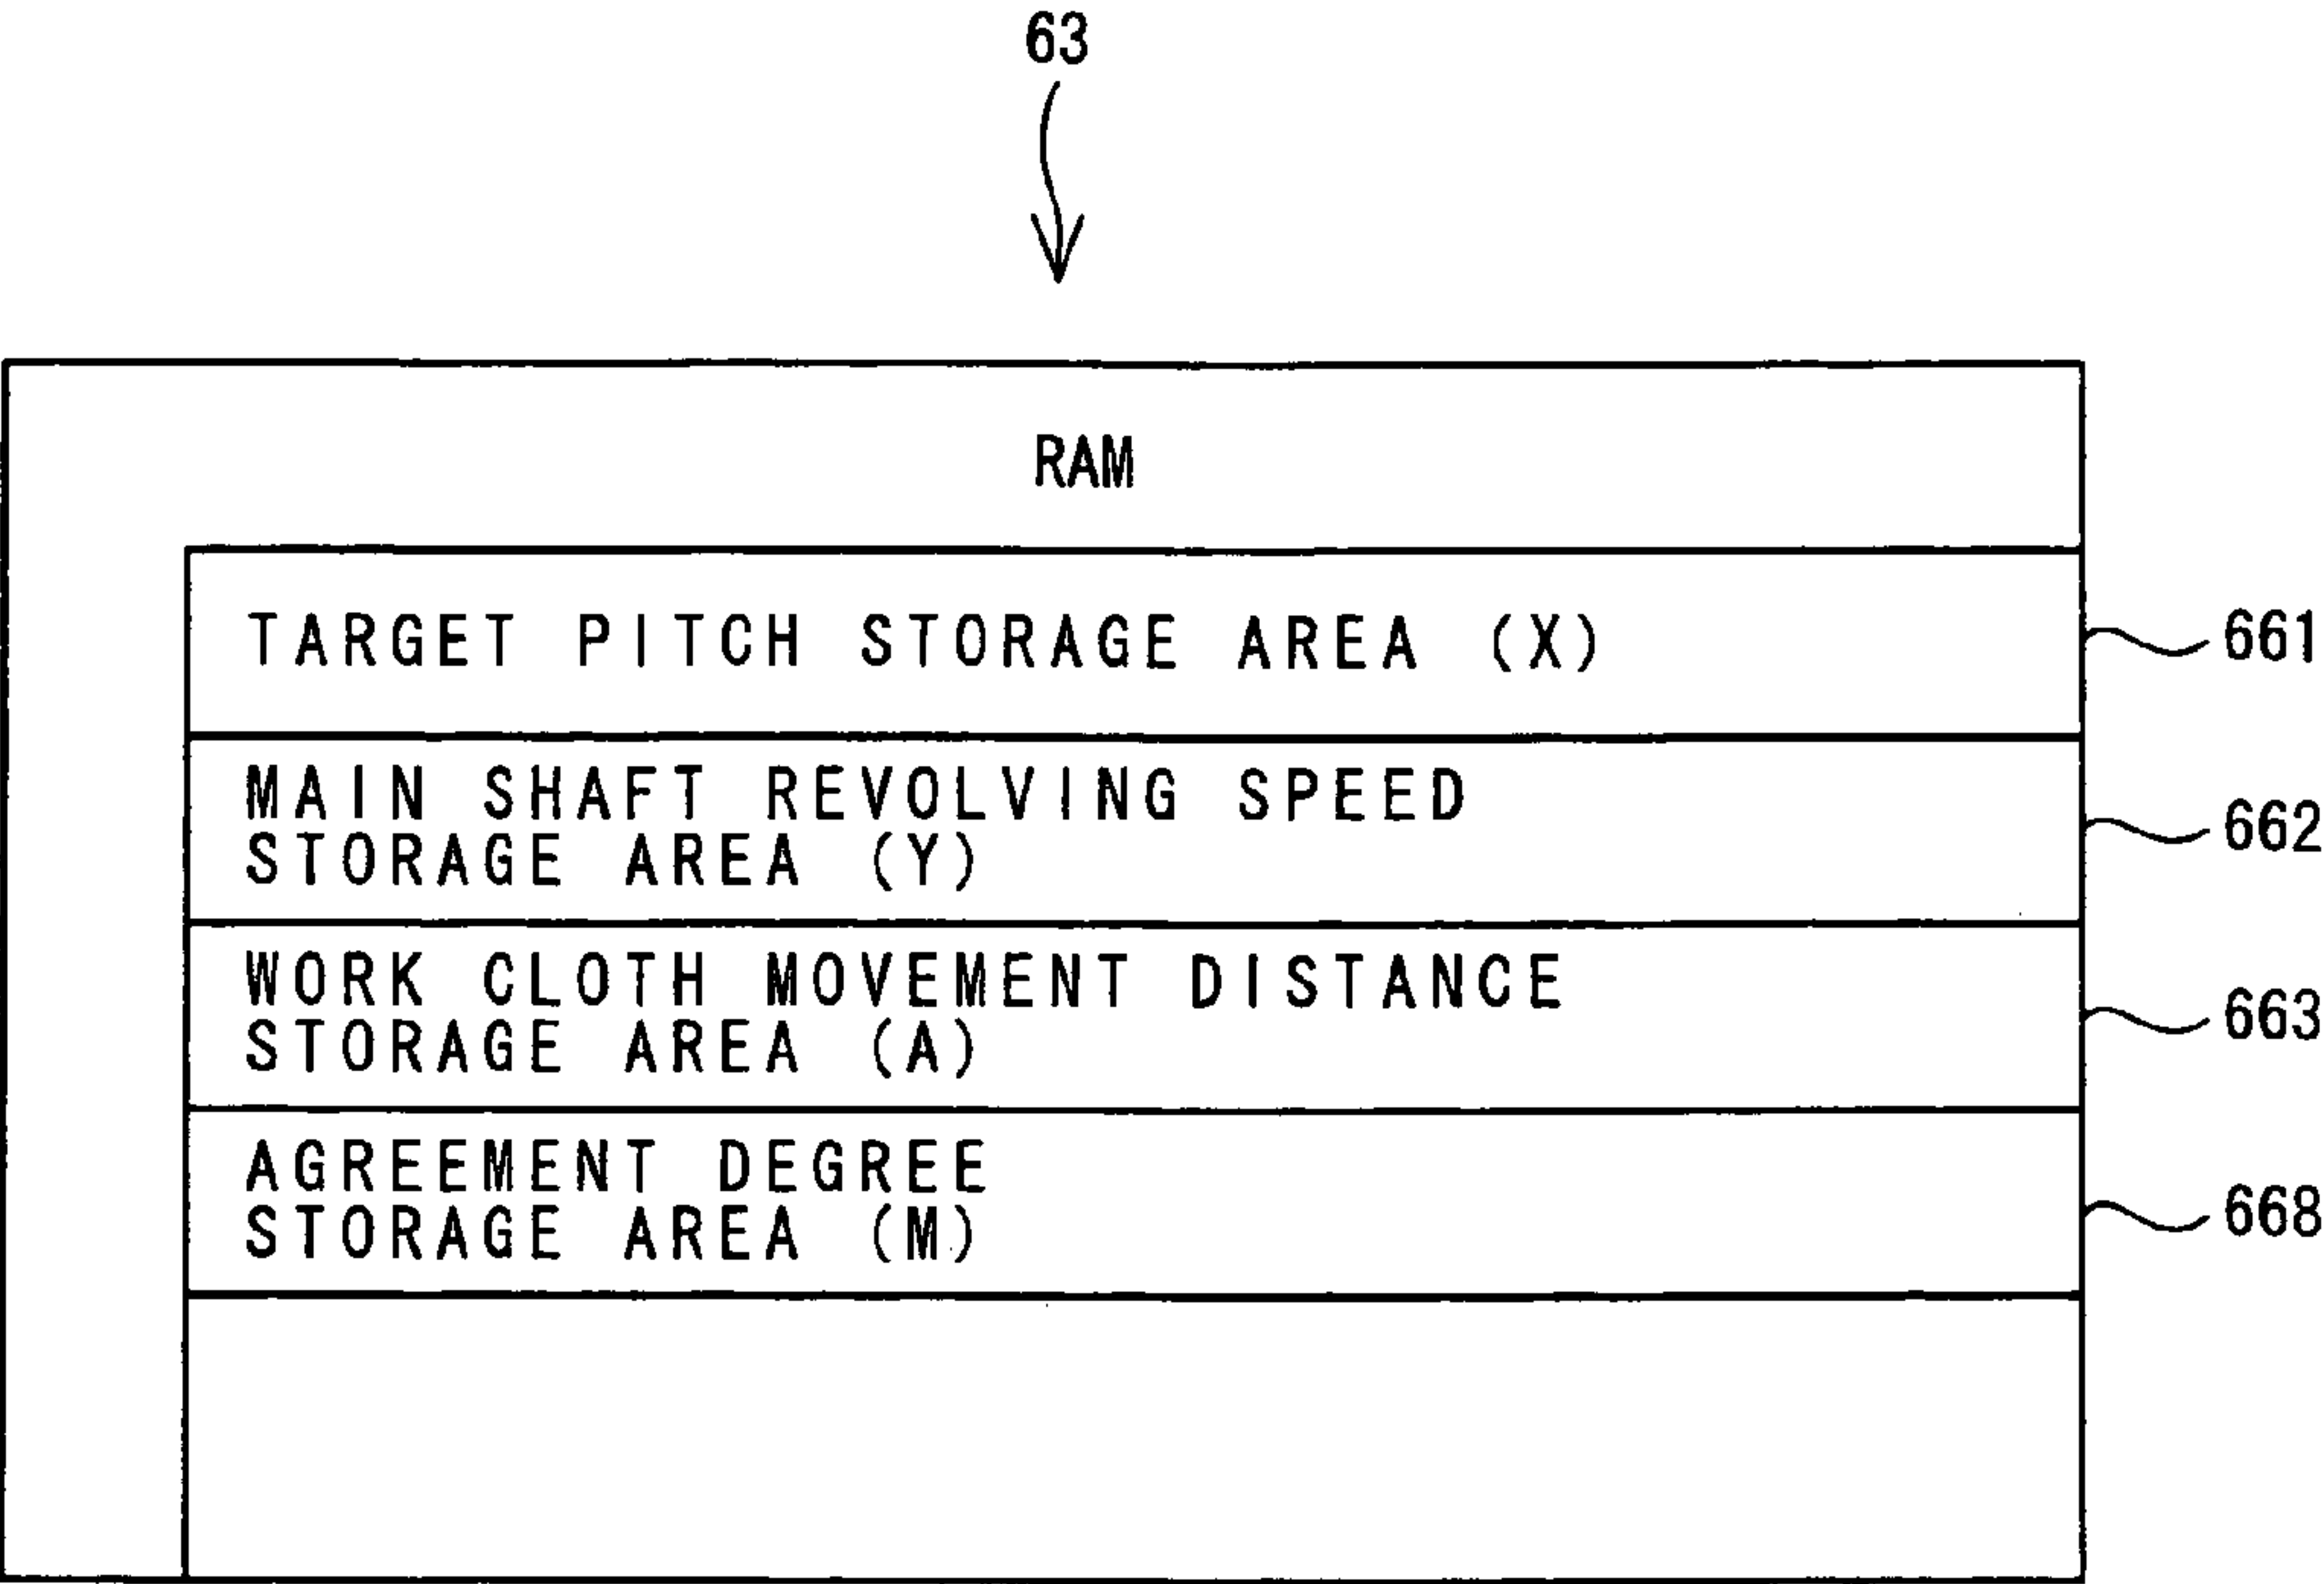 63
RAM
TARGET PITCH STORAGE AREA (X)
661
MAIN SHAFT REVOLVING SPEED
STORAGE AREA (Y)
662
WORK CLOTH MOVEMENT DISTANCE
STORAGE AREA (A)
663
AGREEMENT DEGREE
STORAGE AREA (M)
668